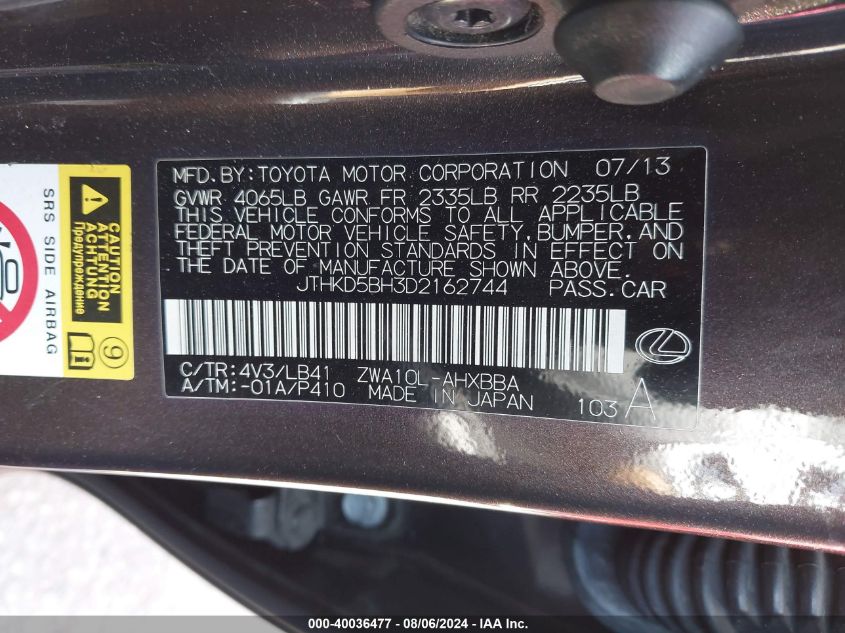 MFD. BY: TOYOTA MOTOR CORPORATION 07/13
GVWR 4065LB GAWR FR 2335LB RR 2235LB
THIS VEHICLE CONFORMS TO ALL APPLICABLE
FEDERAL MOTOR VEHICLE SAFETY, BUMPER, AND
THEFT PREVENTION STANDARDS IN EFFECT ON
THE DATE OF MANUFACTURE SHOWN ABOVE.
JTHKD5BH3D2162744 PASS. CAR
C/TR: 4V3/LB41 ZWA10L-AHXBBA
A/TM: -01A/P410 MADE IN JAPAN 103 A
SRS SIDE AIRBAG
CAUTION
ATTENTION
ACHTUNG
Предупреждение
9
000-40036477 - 08/06/2024 - IAA Inc.